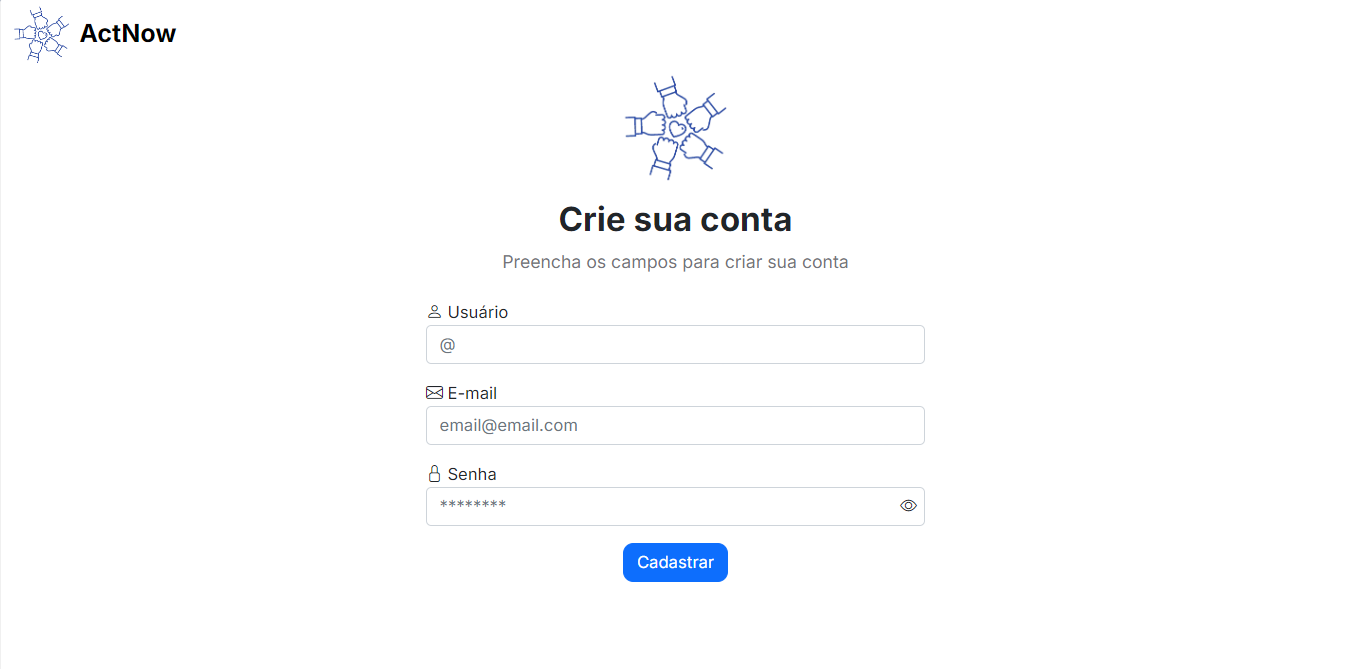 ActNow
Crie sua conta
Preencha os campos para criar sua conta
Usuário
@
E-mail
email@email.com
Senha
********
Cadastrar